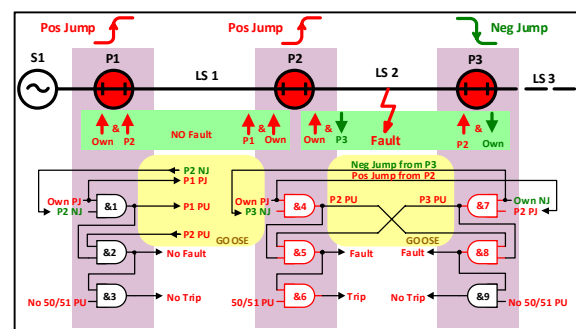 Pos Jump
Pos Jump
Neg Jump
S1
P1
LS 1
P2
LS 2
P3
LS 3
& & & &
Own P2 NO Fault P1 Own Own P3 Fault P2 Own
P2 NJ
P1 PJ
Neg Jump from P3
Pos Jump from P2
Own PJ
P2 NJ
&1
P1 PU
Own PJ
P3 NJ
&4
P2 PU
P3 PU
&7
Own NJ
P2 PJ
P2 PU
GOOSE
GOOSE
&2
No Fault
&5
Fault
Fault
&8
&3
No Trip
&6
Trip
No Trip
&9
No 50/51 PU
50/51 PU
No 50/51 PU